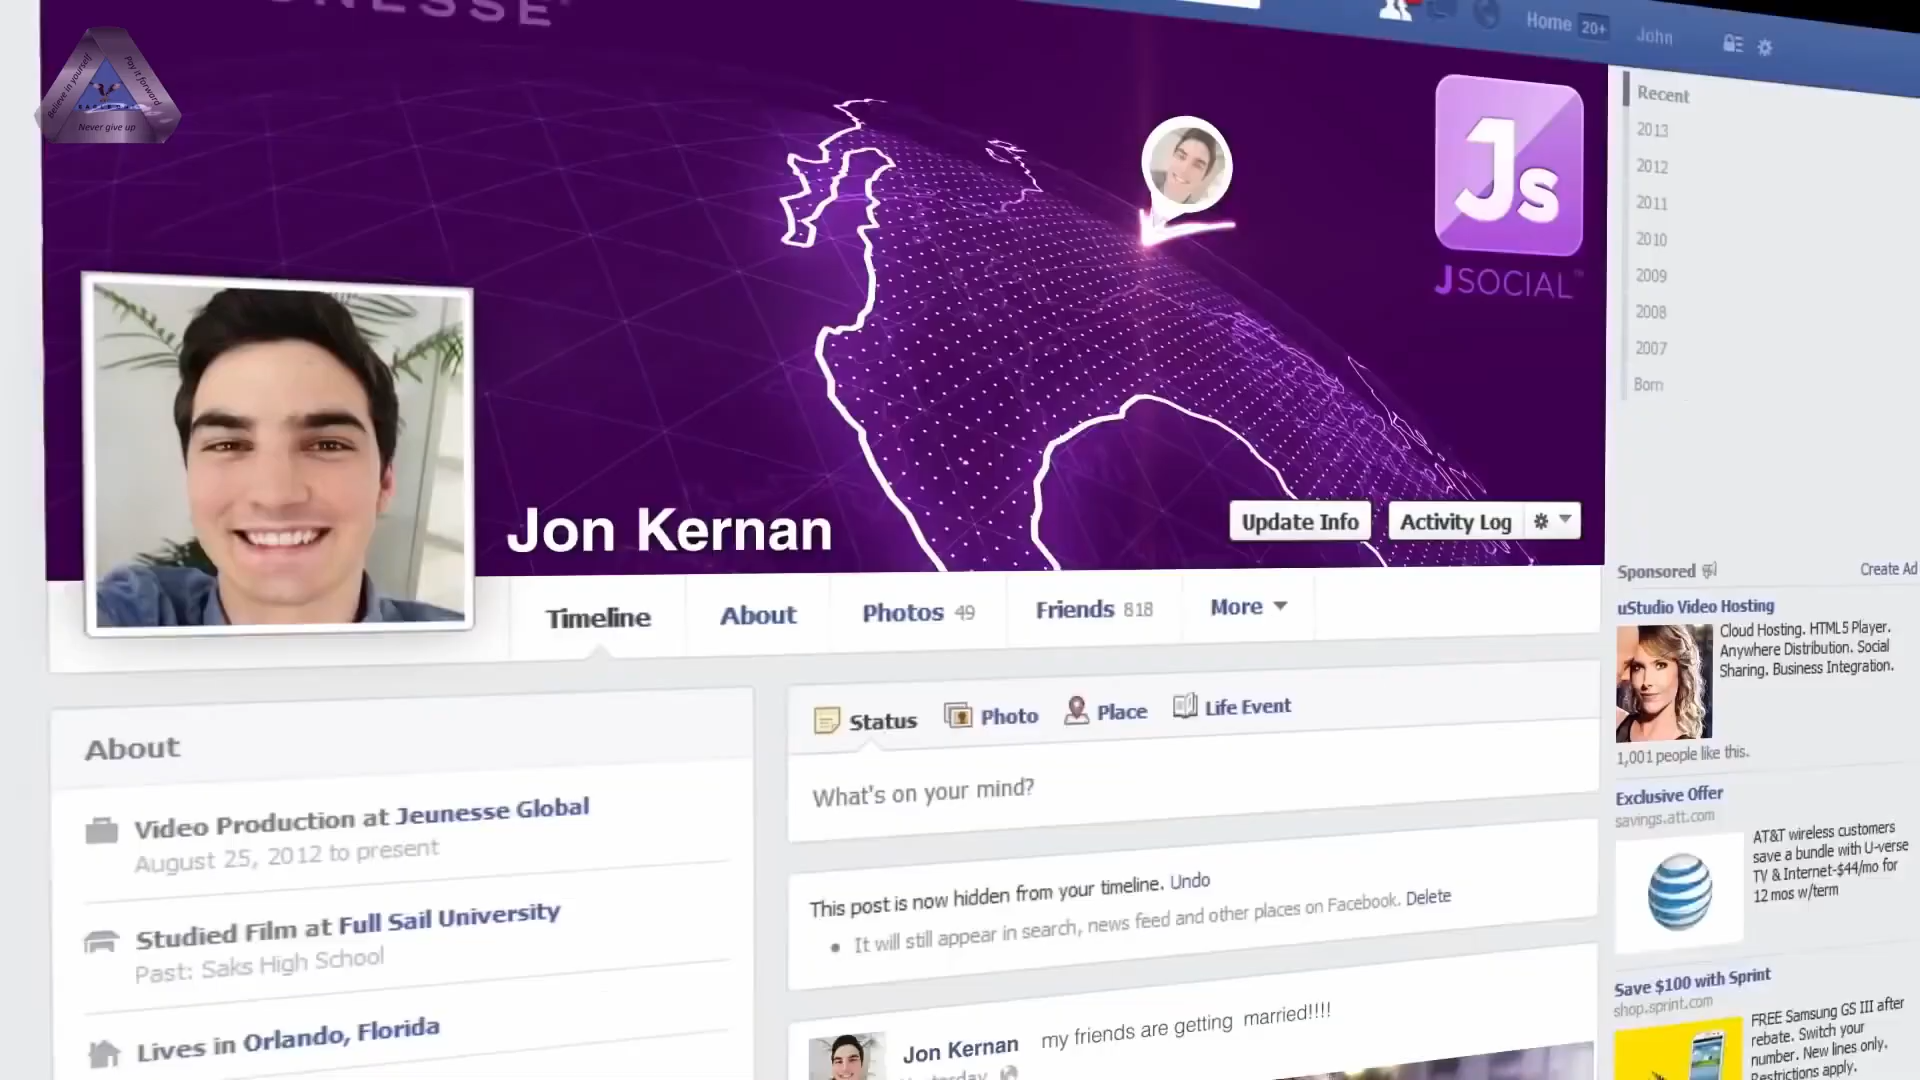 Believe in yourself
Pay it forward
Never give up
Home 20+
John
Js
JSOCIAL™
Recent
2013
2012
2011
2010
2009
2008
2007
Born
Jon Kernan
Update Info
Activity Log
Timeline
About
Photos 49
Friends 818
More
About
Video Production at Jeunesse Global
August 25, 2012 to present
Studied Film at Full Sail University
Past: Saks High School
Lives in Orlando, Florida
Status
Photo
Place
Life Event
What's on your mind?
This post is now hidden from your timeline. Undo
• It will still appear in search, news feed and other places on Facebook. Delete
Jon Kernan my friends are getting married!!!!
Sponsored
Create Ad
uStudio Video Hosting
Cloud Hosting. HTML5 Player.
Anywhere Distribution. Social
Sharing. Business Integration.
1,001 people like this.
Exclusive Offer
savings.att.com
AT&T wireless customers
save a bundle with U-verse
TV & Internet-$44/mo for
12 mos w/term
Save $100 with Sprint
shop.sprint.com
FREE Samsung GS III after
rebate. Switch your
number. New lines only.
Restrictions apply.